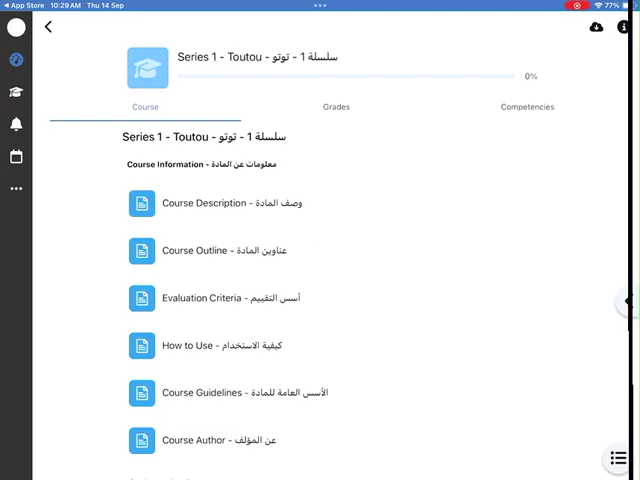 App Store 10:29 AM Thu 14 Sep 77%
Series 1 - Toutou - سلسلة 1 - توتو
0%
Course Grades Competencies
Series 1 - Toutou - سلسلة 1 - توتو
Course Information - معلومات عن المادة
Course Description - وصف المادة
Course Outline - عناوين المادة
Evaluation Criteria - أسس التقييم
How to Use - كيفية الاستخدام
Course Guidelines - الأسس العامة للمادة
Course Author - عن المؤلف